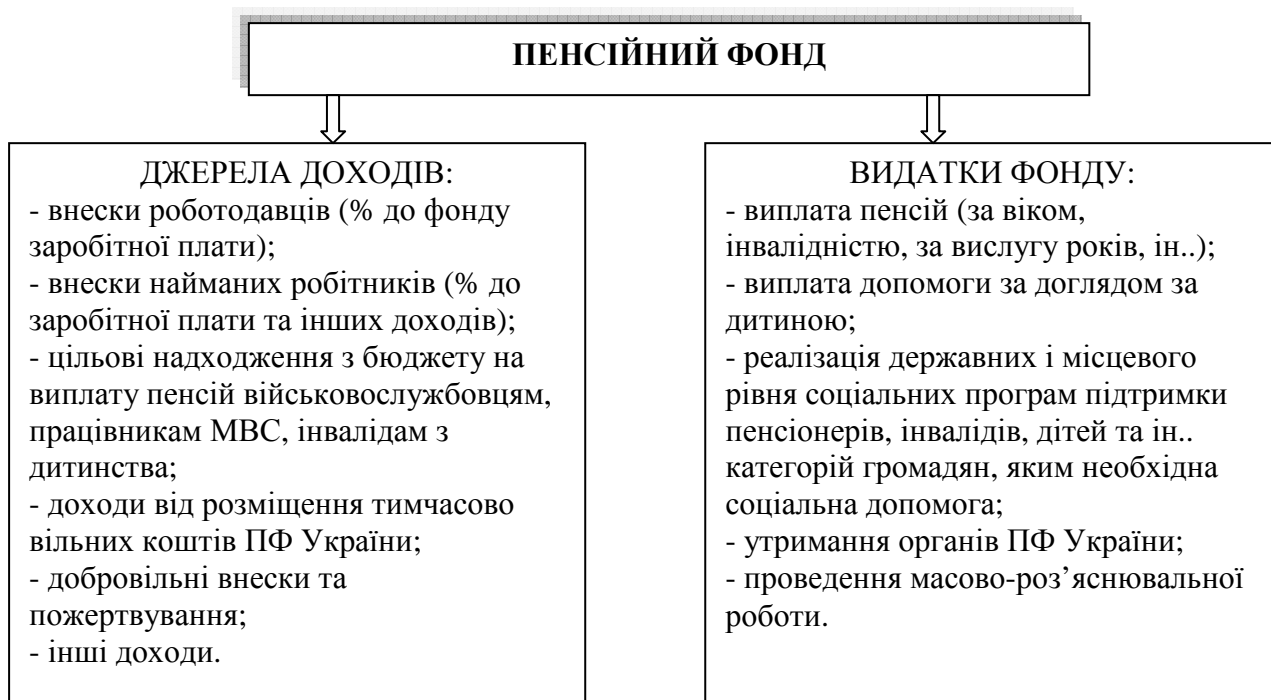 ПЕНСІЙНИЙ ФОНД
ДЖЕРЕЛА ДОХОДІВ:
- внески роботодавців (% до фонду
заробітної плати);
- внески найманих робітників (% до
заробітної плати та інших доходів);
- цільові надходження з бюджету на
виплату пенсій військовослужбовцям,
працівникам МВС, інвалідам з
дитинства;
- доходи від розміщення тимчасово
вільних коштів ПФ України;
- добровільні внески та
пожертвування;
- інші доходи.
ВИДАТКИ ФОНДУ:
- виплата пенсій (за віком,
інвалідністю, за вислугу років, ін..);
- виплата допомоги за доглядом за
дитиною;
- реалізація державних і місцевого
рівня соціальних програм підтримки
пенсіонерів, інвалідів, дітей та ін..
категорій громадян, яким необхідна
соціальна допомога;
- утримання органів ПФ України;
- проведення масово-роз’яснювальної
роботи.